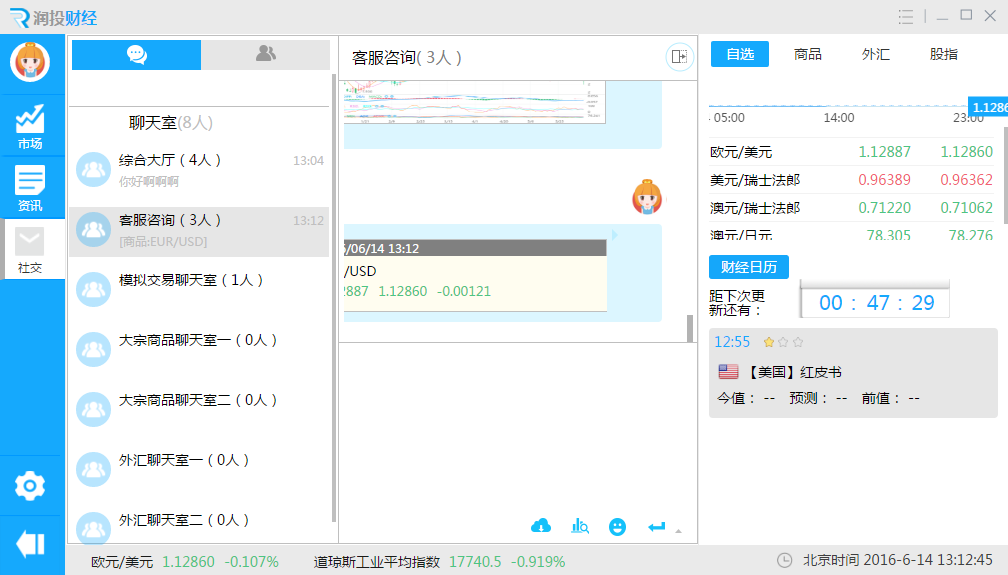 润投财经
市场
资讯
社交
聊天室(8人)
综合大厅（4人）
13:04
你好啊啊啊
客服咨询（3人）
13:12
[商品:EUR/USD]
模拟交易聊天室（1人）
大宗商品聊天室一（0人）
大宗商品聊天室二（0人）
外汇聊天室一（0人）
外汇聊天室二（0人）
客服咨询(3人)
/06/14 13:12
/USD
2887 1.12860 -0.00121
自选 商品 外汇 股指
1.1286
05:00 14:00 23:00
欧元/美元 1.12887 1.12860
美元/瑞士法郎 0.96389 0.96362
澳元/瑞士法郎 0.71220 0.71062
澳元/日元 78.305 78.276
财经日历
距下次更
新还有：
00 : 47 : 29
12:55
【美国】红皮书
今值： -- 预测： -- 前值： --
欧元/美元 1.12860 -0.107% 道琼斯工业平均指数 17740.5 -0.919%
北京时间 2016-6-14 13:12:45